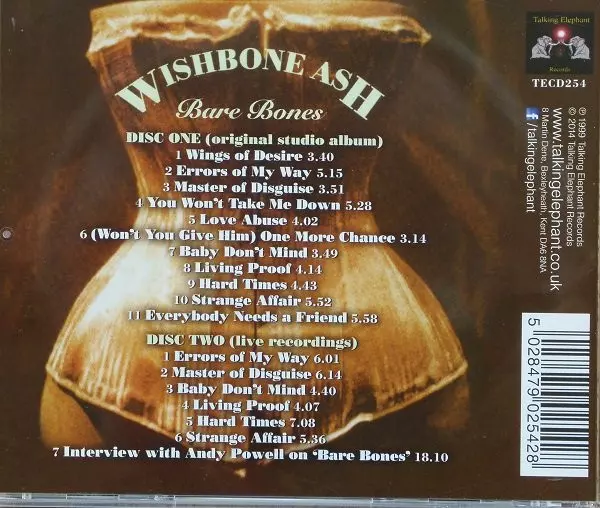 WISHBONE ASH
Bare Bones
DISC ONE (original studio album)
1 Wings of Desire 3.40
2 Errors of My Way 5.15
3 Master of Disguise 3.51
4 You Won't Take Me Down 5.28
5 Love Abuse 4.02
6 (Won't You Give Him) One More Chance 3.14
7 Baby Don't Mind 3.49
8 Living Proof 4.14
9 Hard Times 4.43
10 Strange Affair 5.52
11 Everybody Needs a Friend 5.58
DISC TWO (live recordings)
1 Errors of My Way 6.01
2 Master of Disguise 6.14
3 Baby Don't Mind 4.40
4 Living Proof 4.07
5 Hard Times 7.08
6 Strange Affair 5.36
7 Interview with Andy Powell on 'Bare Bones' 18.10
Talking Elephant
Records
TECD254
℗ 1999 Talking Elephant Records
© 2014 Talking Elephant Records
www.talkingelephant.co.uk
8 Martin Dene, Bexleyheath, Kent DA6 8NA
f /talkingelephant
5 028479 025428